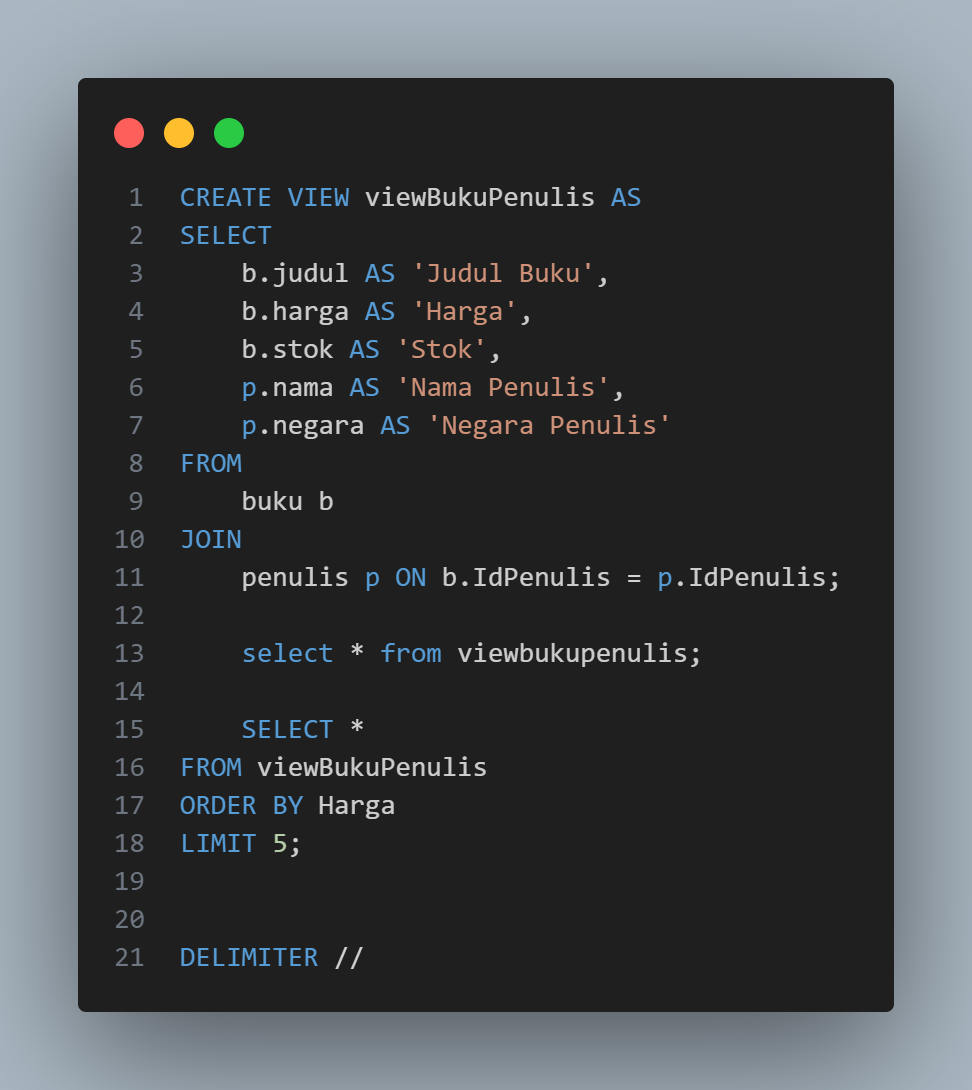 1 CREATE VIEW viewBukuPenulis AS
2 SELECT
3     b.judul AS 'Judul Buku',
4     b.harga AS 'Harga',
5     b.stok AS 'Stok',
6     p.nama AS 'Nama Penulis',
7     p.negara AS 'Negara Penulis'
8 FROM
9     buku b
10 JOIN
11     penulis p ON b.IdPenulis = p.IdPenulis;
12
13     select * from viewbukupenulis;
14
15     SELECT *
16 FROM viewBukuPenulis
17 ORDER BY Harga
18 LIMIT 5;
19
20
21 DELIMITER //